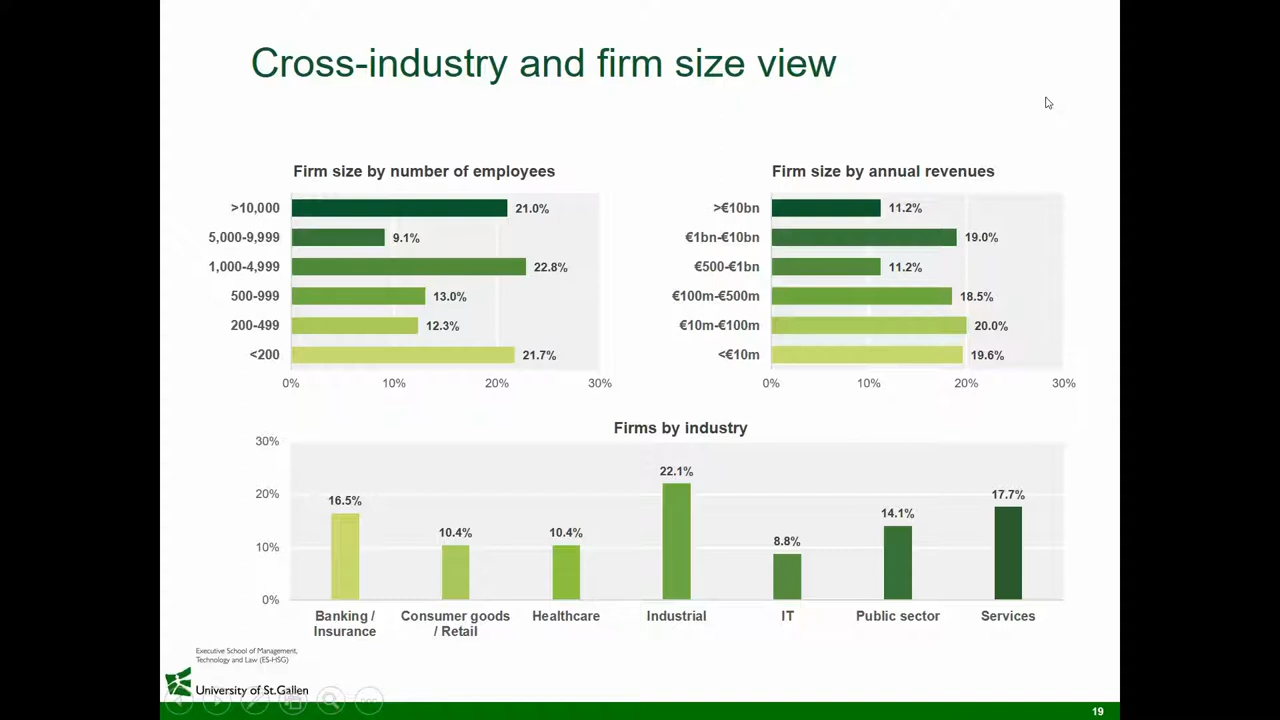 Cross-industry and firm size view
Firm size by number of employees
>10,000 21.0%
5,000-9,999 9.1%
1,000-4,999 22.8%
500-999 13.0%
200-499 12.3%
<200 21.7%
0% 10% 20% 30%
Firm size by annual revenues
>€10bn 11.2%
€1bn-€10bn 19.0%
€500-€1bn 11.2%
€100m-€500m 18.5%
€10m-€100m 20.0%
<€10m 19.6%
0% 10% 20% 30%
Firms by industry
30%
20%
10%
0%
16.5% 10.4% 10.4% 22.1% 8.8% 14.1% 17.7%
Banking / Consumer goods Healthcare Industrial IT Public sector Services
Insurance / Retail
Executive School of Management,
Technology and Law (ES-HSG)
University of St.Gallen
19